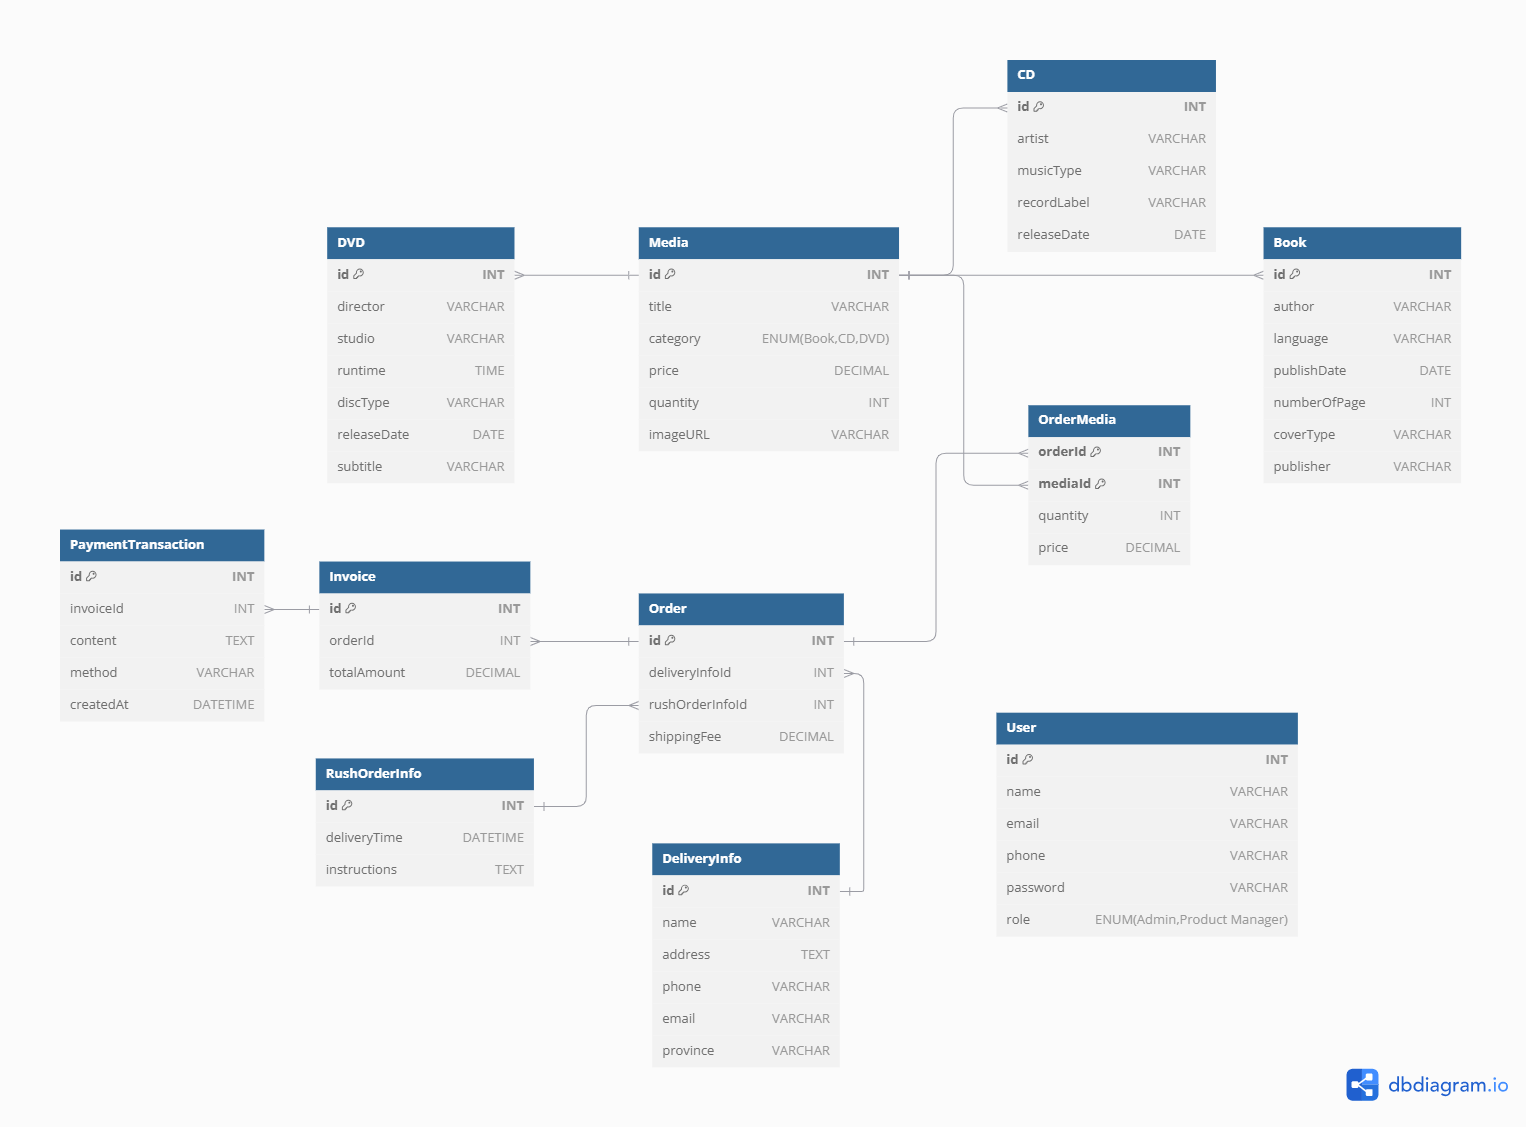 CD
id INT
artist VARCHAR
musicType VARCHAR
recordLabel VARCHAR
releaseDate DATE
DVD
id INT
director VARCHAR
studio VARCHAR
runtime TIME
discType VARCHAR
releaseDate DATE
subtitle VARCHAR
Media
id INT
title VARCHAR
category ENUM(Book,CD,DVD)
price DECIMAL
quantity INT
imageURL VARCHAR
Book
id INT
author VARCHAR
language VARCHAR
publishDate DATE
numberOfPage INT
coverType VARCHAR
publisher VARCHAR
OrderMedia
orderId INT
mediaId INT
quantity INT
price DECIMAL
PaymentTransaction
id INT
invoiceId INT
content TEXT
method VARCHAR
createdAt DATETIME
Invoice
id INT
orderId INT
totalAmount DECIMAL
Order
id INT
deliveryInfoId INT
rushOrderInfoId INT
shippingFee DECIMAL
User
id INT
name VARCHAR
email VARCHAR
phone VARCHAR
password VARCHAR
role ENUM(Admin,Product Manager)
RushOrderInfo
id INT
deliveryTime DATETIME
instructions TEXT
DeliveryInfo
id INT
name VARCHAR
address TEXT
phone VARCHAR
email VARCHAR
province VARCHAR
dbdiagram.io